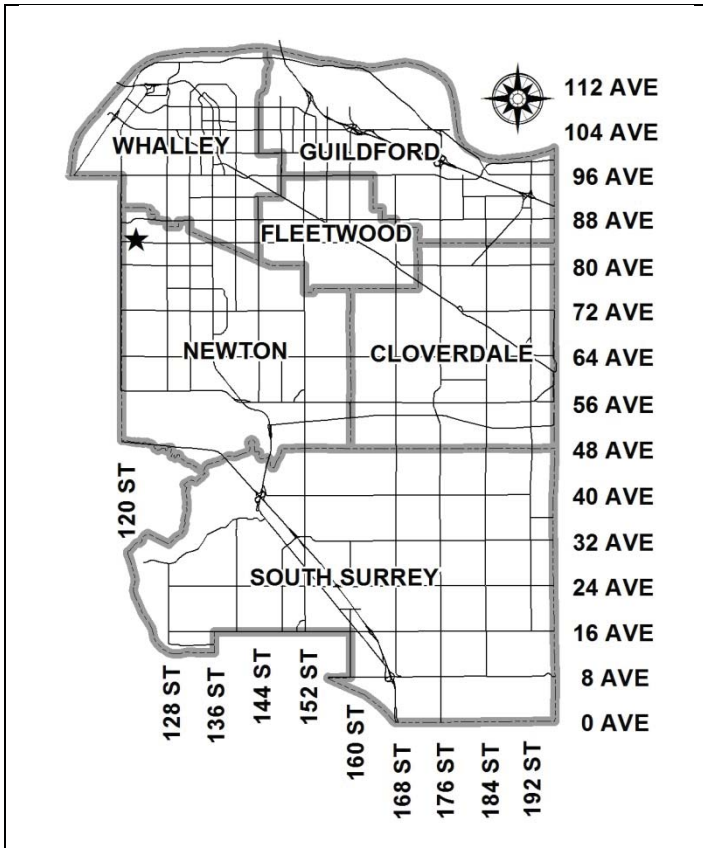 112 AVE
104 AVE
WHALLEY
GUILDFORD
96 AVE
88 AVE
FLEETWOOD
80 AVE
72 AVE
NEWTON
CLOVERDALE
64 AVE
56 AVE
48 AVE
120 ST
40 AVE
32 AVE
SOUTH SURREY
24 AVE
16 AVE
128 ST
136 ST
144 ST
152 ST
160 ST
8 AVE
0 AVE
168 ST
176 ST
184 ST
192 ST